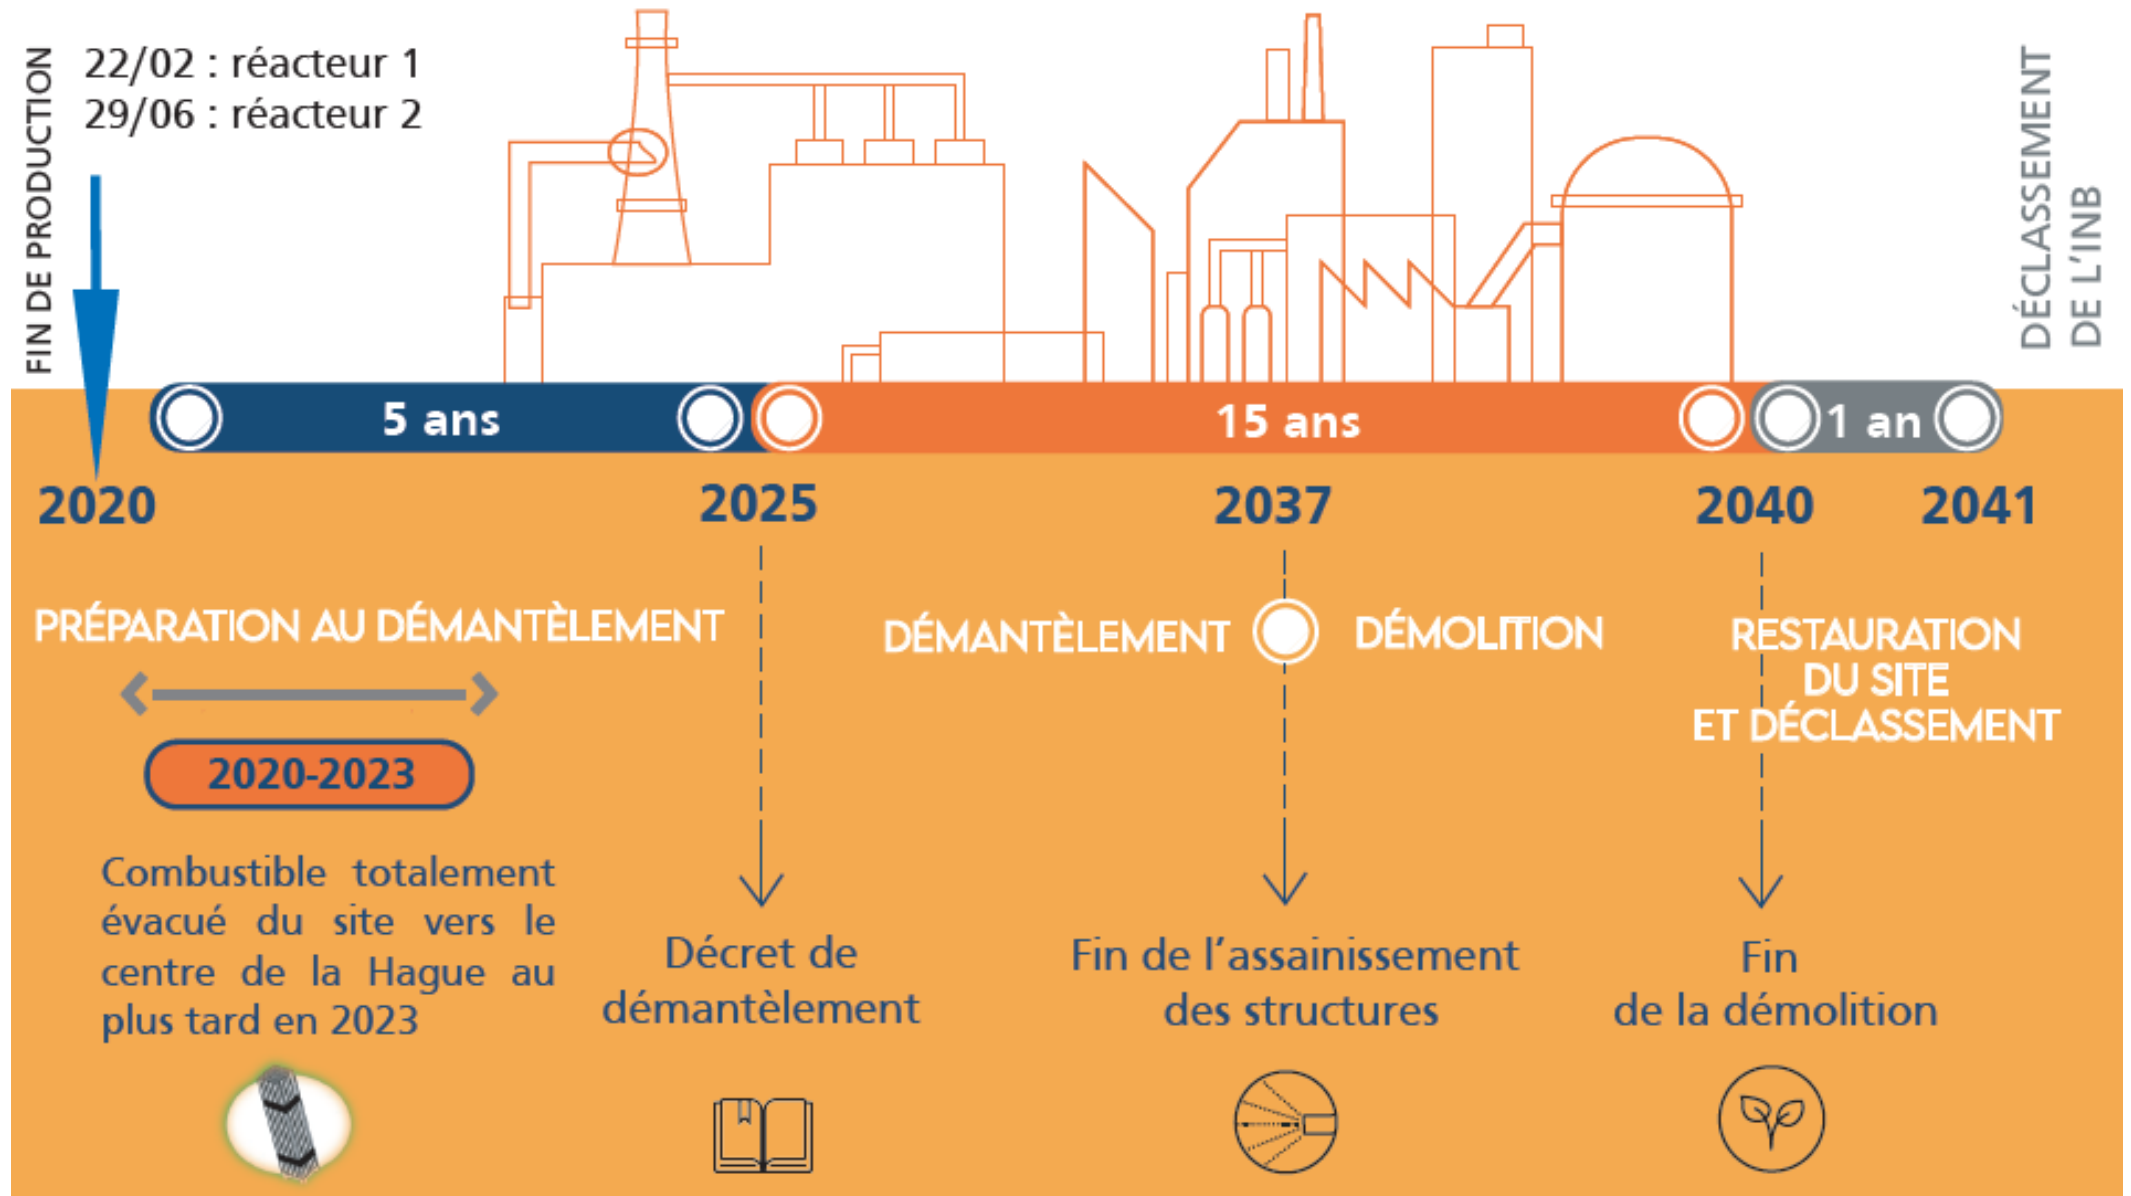 FIN DE PRODUCTION
22/02 : réacteur 1
29/06 : réacteur 2
DÉCLASSEMENT
DE L'INB
5 ans
15 ans
1 an
2020
2025
2037
2040
2041
PRÉPARATION AU DÉMANTÈLEMENT
DÉMANTÈLEMENT
DÉMOLITION
RESTAURATION
DU SITE
ET DÉCLASSEMENT
2020-2023
Combustible totalement
évacué du site vers le
centre de la Hague au
plus tard en 2023
Décret de
démantèlement
Fin de l'assainissement
des structures
Fin
de la démolition